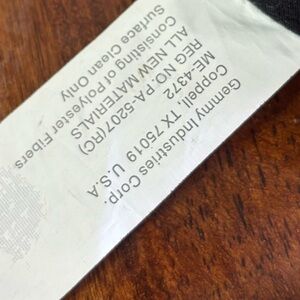 Gemmy Industries Corp.
Coppell, TX 75019 U.S.A
ME-4372
REG NO.PA-5207(RC)
ALL NEW MATERIALS
Consisting of Polyester Fibers
Surface Clean Only